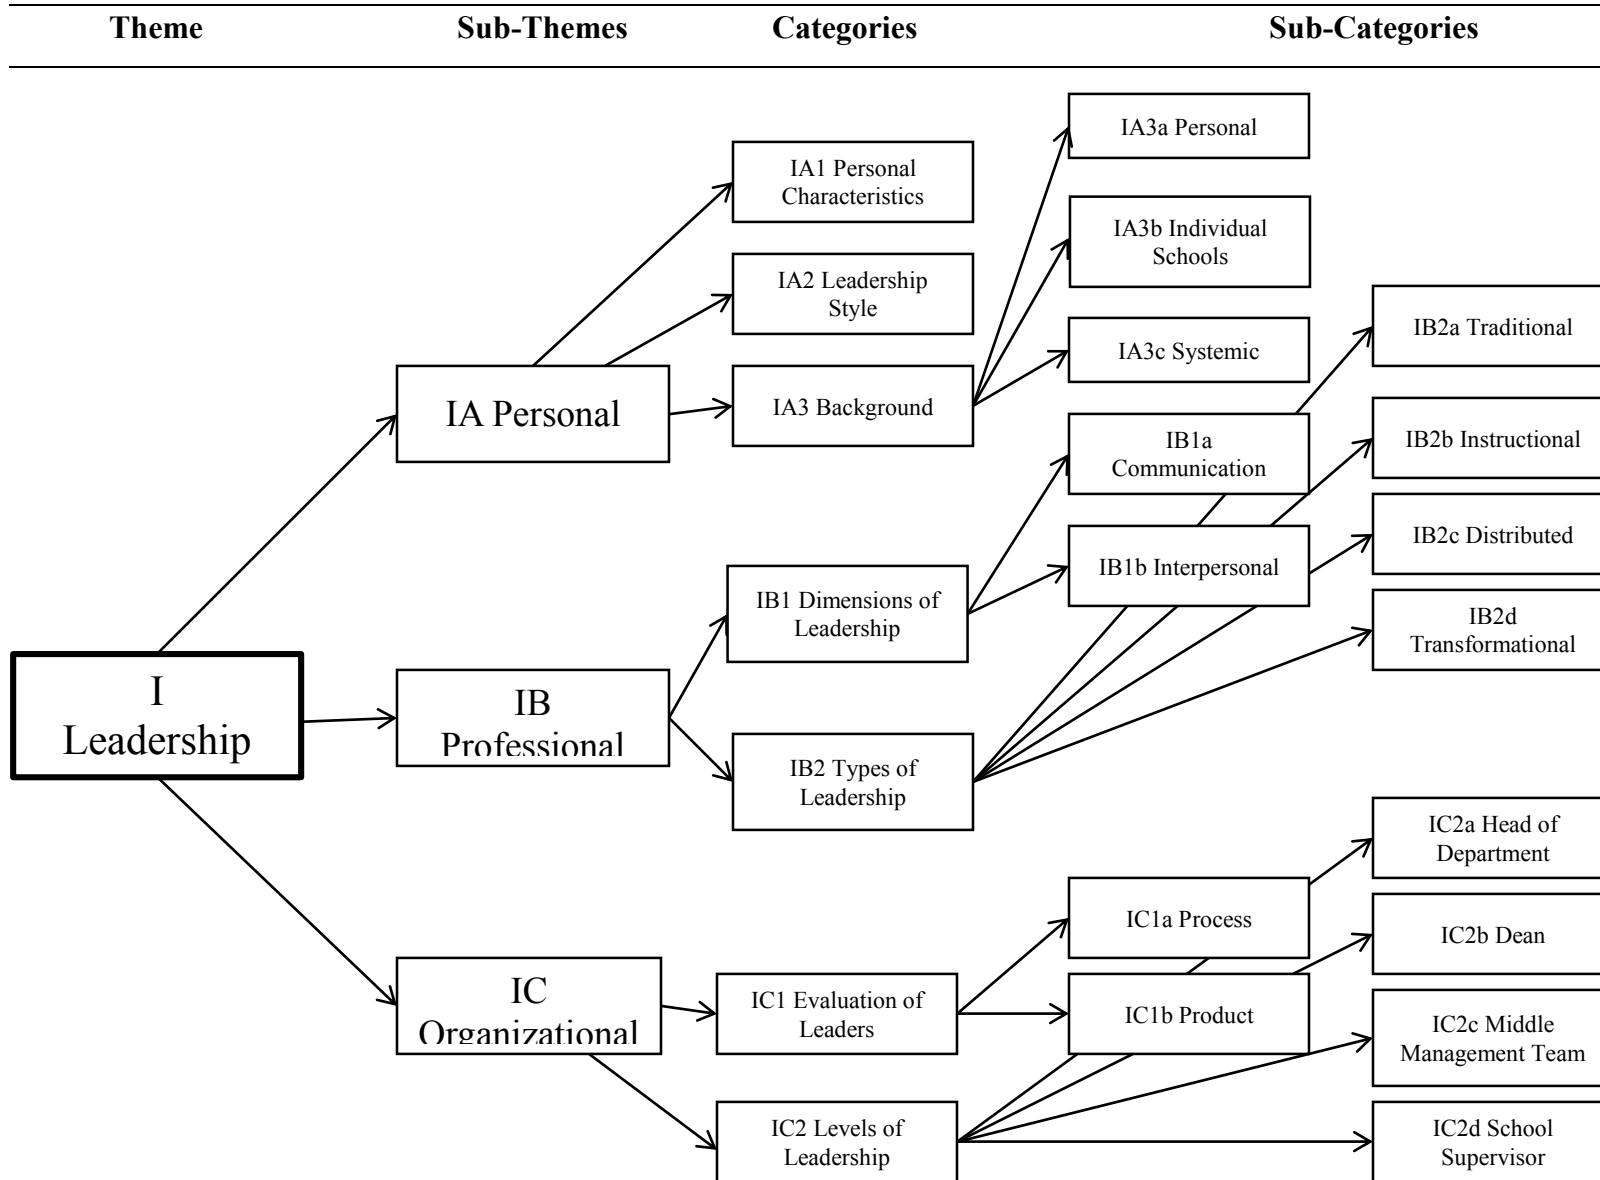 Theme Sub-Themes Categories Sub-Categories
IA3a Personal
IA1 Personal
Characteristics
IA3b Individual
Schools
IA2 Leadership
Style
IB2a Traditional
IA3c Systemic
IA Personal
IA3 Background
IB1a
Communication
IB2b Instructional
IB2c Distributed
IB1b Interpersonal
IB1 Dimensions of
Leadership
IB2d
Transformational
I
Leadership
IB
Professional
IB2 Types of
Leadership
IC2a Head of
Department
IC1a Process
IC2b Dean
IC
Organizational
IC1 Evaluation of
Leaders
IC1b Product
IC2c Middle
Management Team
IC2 Levels of
Leadership
IC2d School
Supervisor